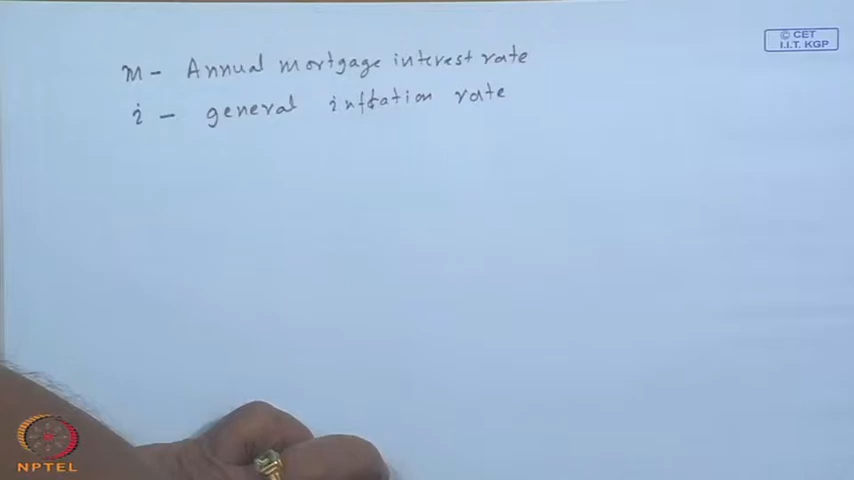 © CET
I.I.T. KGP
m - Annual mortgage interest rate
i - general inflation rate
NPTEL